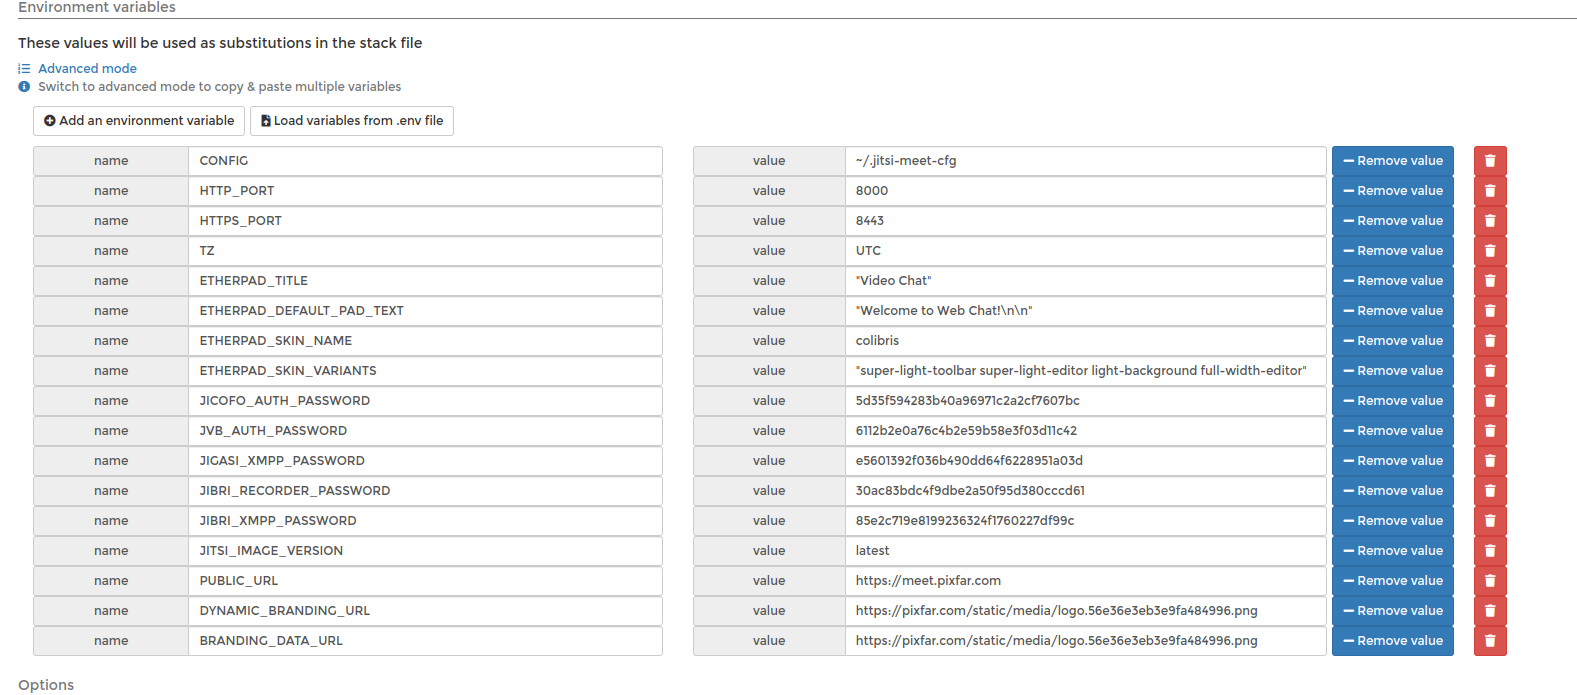 Environment variables
These values will be used as substitutions in the stack file
Advanced mode
Switch to advanced mode to copy & paste multiple variables
Add an environment variable Load variables from .env file
name CONFIG value ~/.jitsi-meet-cfg Remove value
name HTTP_PORT value 8000 Remove value
name HTTPS_PORT value 8443 Remove value
name TZ value UTC Remove value
name ETHERPAD_TITLE value "Video Chat" Remove value
name ETHERPAD_DEFAULT_PAD_TEXT value "Welcome to Web Chat!\n\n" Remove value
name ETHERPAD_SKIN_NAME value colibris Remove value
name ETHERPAD_SKIN_VARIANTS value "super-light-toolbar super-light-editor light-background full-width-editor" Remove value
name JICOFO_AUTH_PASSWORD value 5d35f594283b40a96971c2a2cf7607bc Remove value
name JVB_AUTH_PASSWORD value 6112b2e0a76c4b2e59b58e3f03d11c42 Remove value
name JIGASI_XMPP_PASSWORD value e5601392f036b490dd64f6228951a03d Remove value
name JIBRI_RECORDER_PASSWORD value 30ac83bdc4f9dbe2a50f95d380cccd61 Remove value
name JIBRI_XMPP_PASSWORD value 85e2c719e8199236324f1760227df99c Remove value
name JITSI_IMAGE_VERSION value latest Remove value
name PUBLIC_URL value https://meet.pixfar.com Remove value
name DYNAMIC_BRANDING_URL value https://pixfar.com/static/media/logo.56e36e3eb3e9fa484996.png Remove value
name BRANDING_DATA_URL value https://pixfar.com/static/media/logo.56e36e3eb3e9fa484996.png Remove value
Options